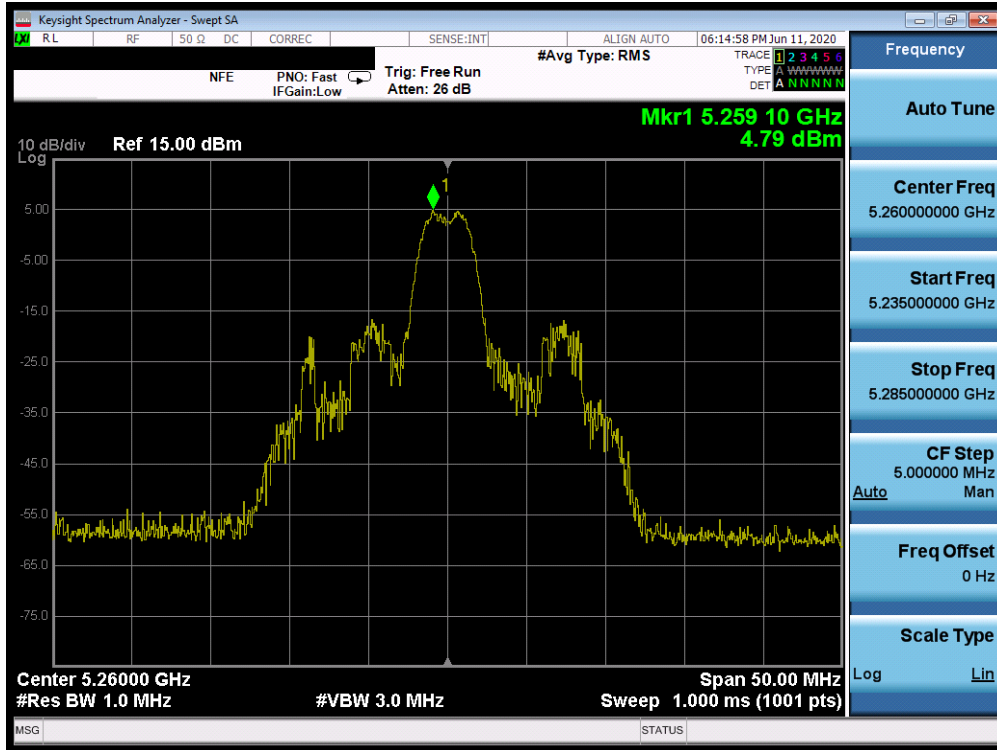 Keysight Spectrum Analyzer - Swept SA
LXI RL RF 50 Ω DC CORREC SENSE:INT ALIGN AUTO 06:14:58 PM Jun 11, 2020
#Avg Type: RMS
TRACE 1 2 3 4 5 6
TYPE A WWWWW
DET A N N N N N
NFE PNO: Fast Trig: Free Run
IFGain:Low Atten: 26 dB
Mkr1 5.259 10 GHz
4.79 dBm
10 dB/div Ref 15.00 dBm
Log
1
5.00
-5.00
-15.0
-25.0
-35.0
-45.0
-55.0
-65.0
-75.0
Center 5.26000 GHz Span 50.00 MHz
#Res BW 1.0 MHz #VBW 3.0 MHz Sweep 1.000 ms (1001 pts)
MSG STATUS
Frequency
Auto Tune
Center Freq
5.260000000 GHz
Start Freq
5.235000000 GHz
Stop Freq
5.285000000 GHz
CF Step
5.000000 MHz
Auto Man
Freq Offset
0 Hz
Scale Type
Log Lin